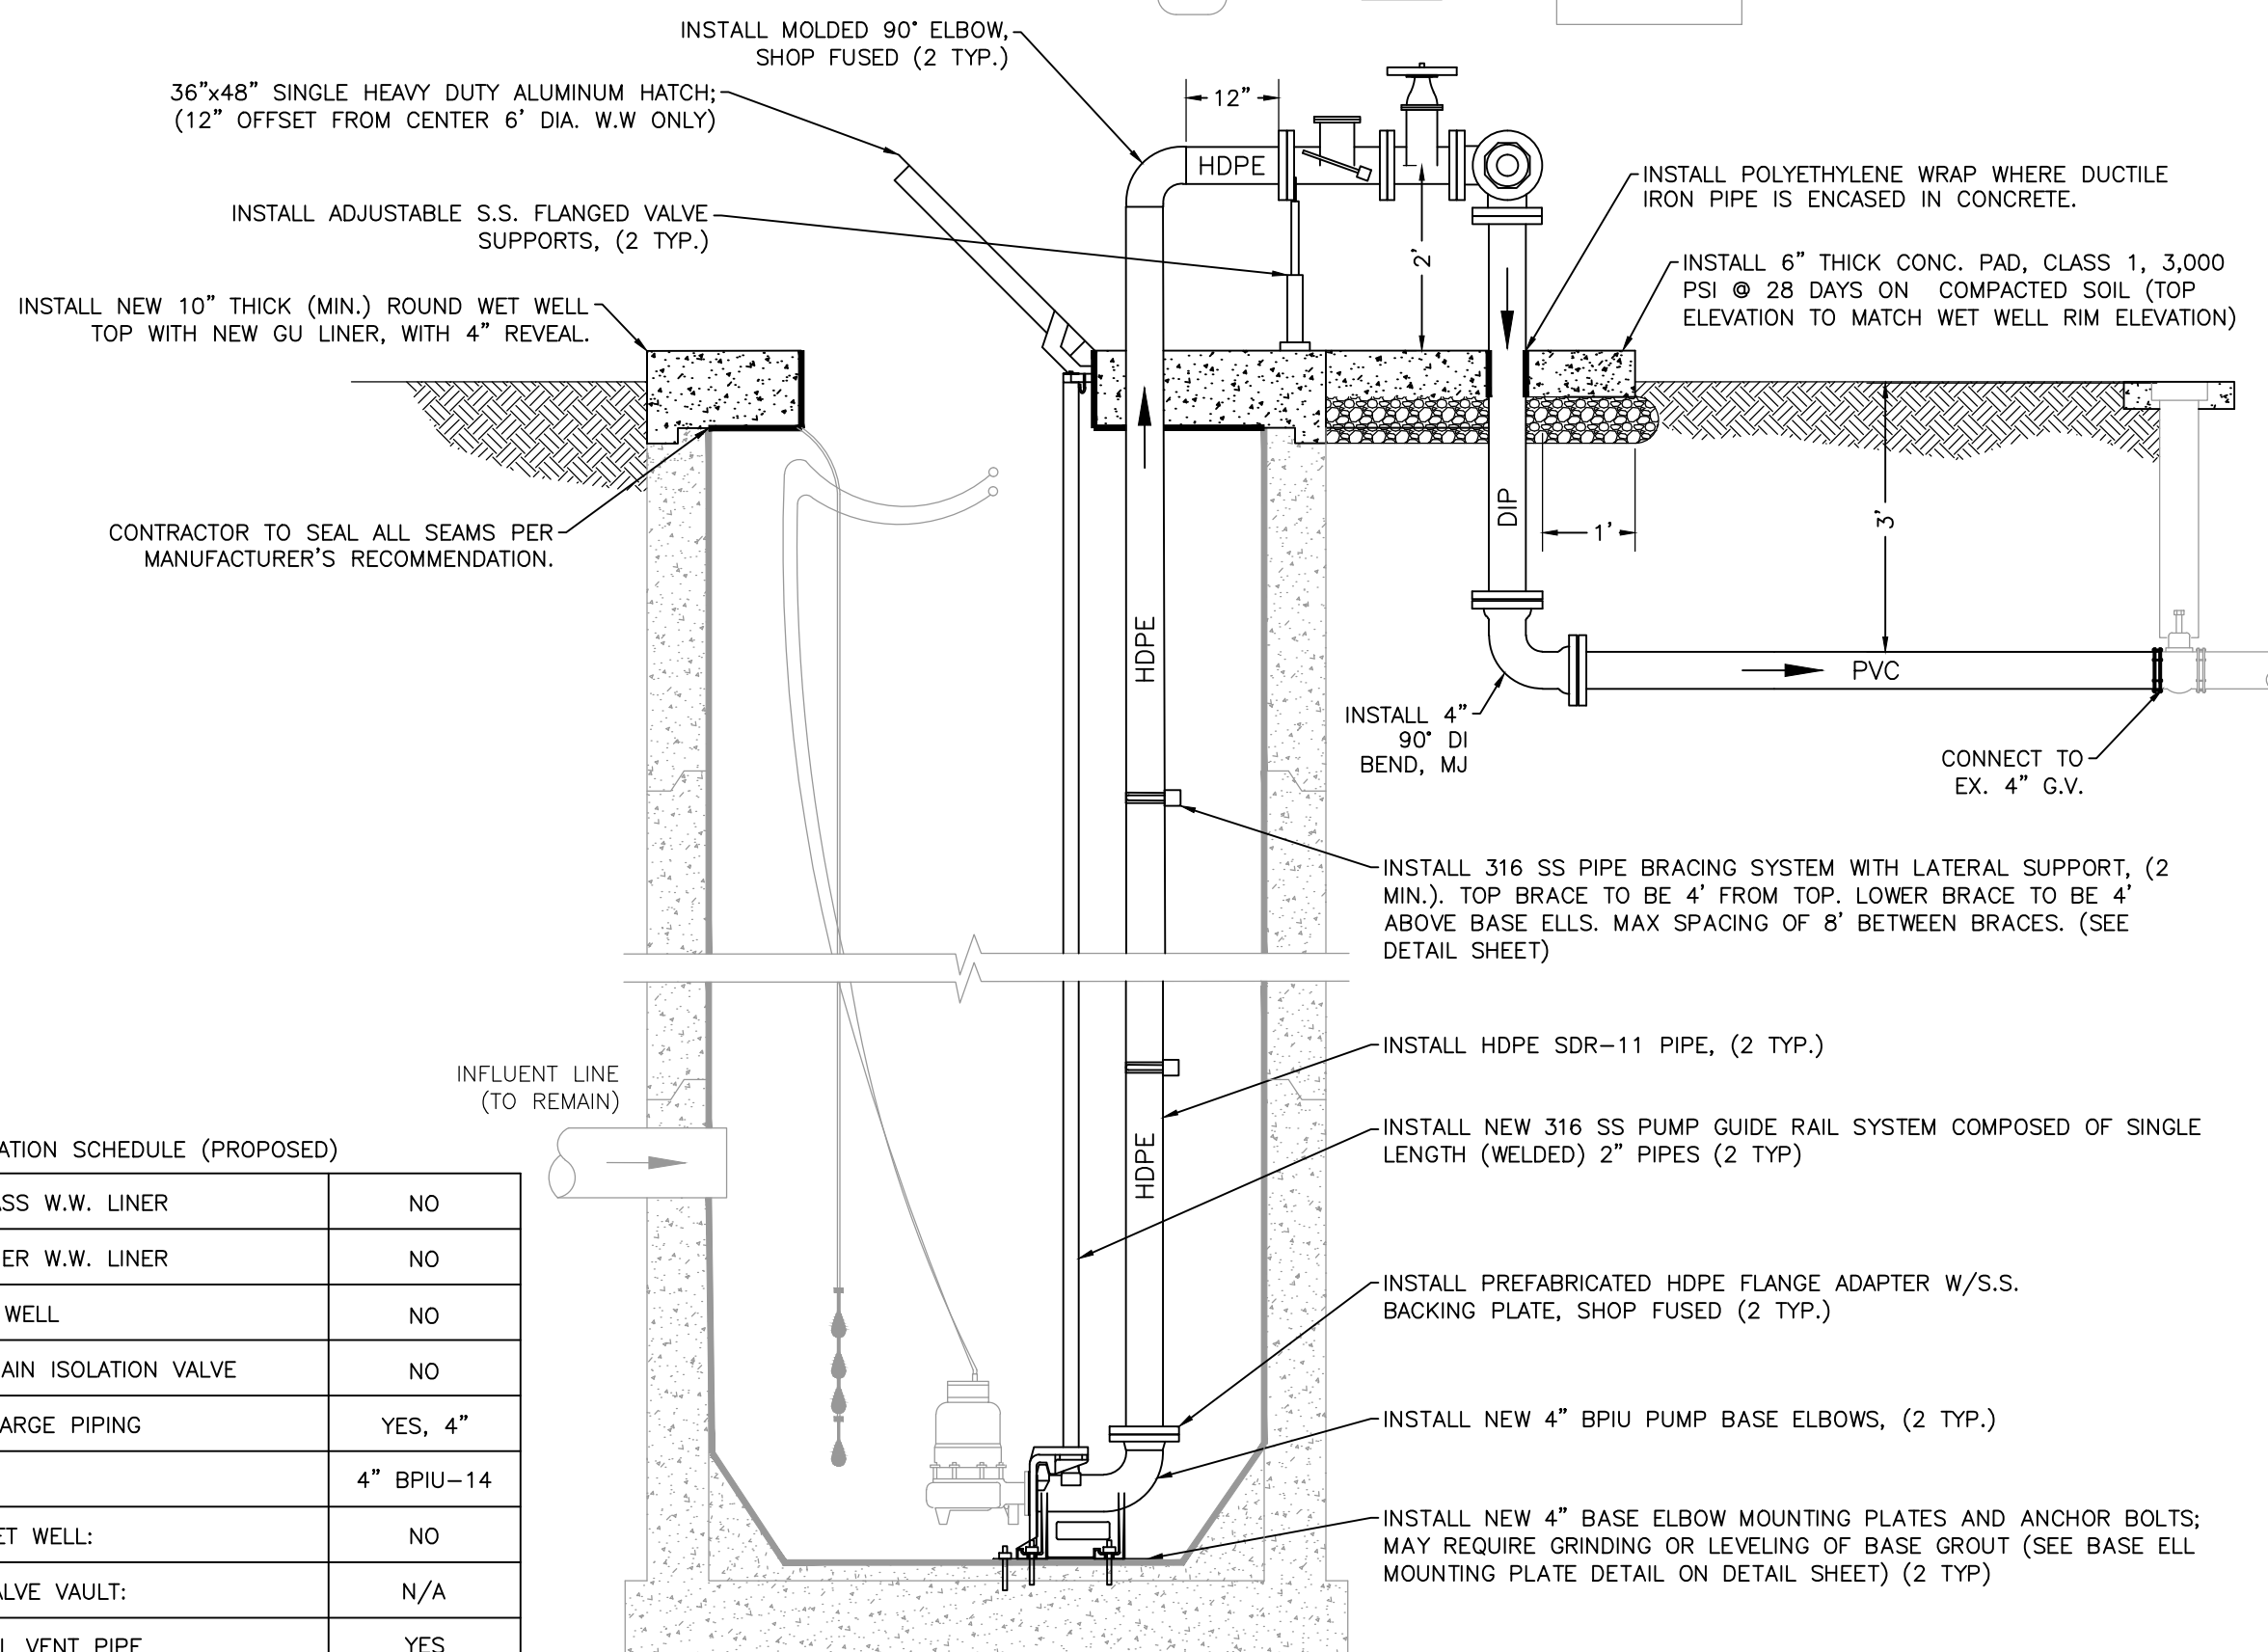 INSTALL MOLDED 90° ELBOW,
SHOP FUSED (2 TYP.)
36”x48” SINGLE HEAVY DUTY ALUMINUM HATCH;
(12” OFFSET FROM CENTER 6’ DIA. W.W ONLY)
12”
HDPE
INSTALL POLYETHYLENE WRAP WHERE DUCTILE
IRON PIPE IS ENCASED IN CONCRETE.
INSTALL ADJUSTABLE S.S. FLANGED VALVE
SUPPORTS, (2 TYP.)
2’
INSTALL 6” THICK CONC. PAD, CLASS 1, 3,000
PSI @ 28 DAYS ON COMPACTED SOIL (TOP
ELEVATION TO MATCH WET WELL RIM ELEVATION)
INSTALL NEW 10” THICK (MIN.) ROUND WET WELL
TOP WITH NEW GU LINER, WITH 4” REVEAL.
CONTRACTOR TO SEAL ALL SEAMS PER
MANUFACTURER’S RECOMMENDATION.
DIP
1’
3’
HDPE
PVC
INSTALL 4”
90° DI
BEND, MJ
CONNECT TO
EX. 4” G.V.
INSTALL 316 SS PIPE BRACING SYSTEM WITH LATERAL SUPPORT, (2
MIN.). TOP BRACE TO BE 4’ FROM TOP. LOWER BRACE TO BE 4’
ABOVE BASE ELLS. MAX SPACING OF 8’ BETWEEN BRACES. (SEE
DETAIL SHEET)
INSTALL HDPE SDR–11 PIPE, (2 TYP.)
INFLUENT LINE
(TO REMAIN)
HDPE
INSTALL NEW 316 SS PUMP GUIDE RAIL SYSTEM COMPOSED OF SINGLE
LENGTH (WELDED) 2” PIPES (2 TYP)
INSTALL PREFABRICATED HDPE FLANGE ADAPTER W/S.S.
BACKING PLATE, SHOP FUSED (2 TYP.)
INSTALL NEW 4” BPIU PUMP BASE ELBOWS, (2 TYP.)
INSTALL NEW 4” BASE ELBOW MOUNTING PLATES AND ANCHOR BOLTS;
MAY REQUIRE GRINDING OR LEVELING OF BASE GROUT (SEE BASE ELL
MOUNTING PLATE DETAIL ON DETAIL SHEET) (2 TYP)
ATION SCHEDULE (PROPOSED)
ASS W.W. LINER NO
ER W.W. LINER NO
WELL NO
AIN ISOLATION VALVE NO
ARGE PIPING YES, 4”
4” BPIU–14
ET WELL: NO
ALVE VAULT: N/A
L VENT PIPE YES